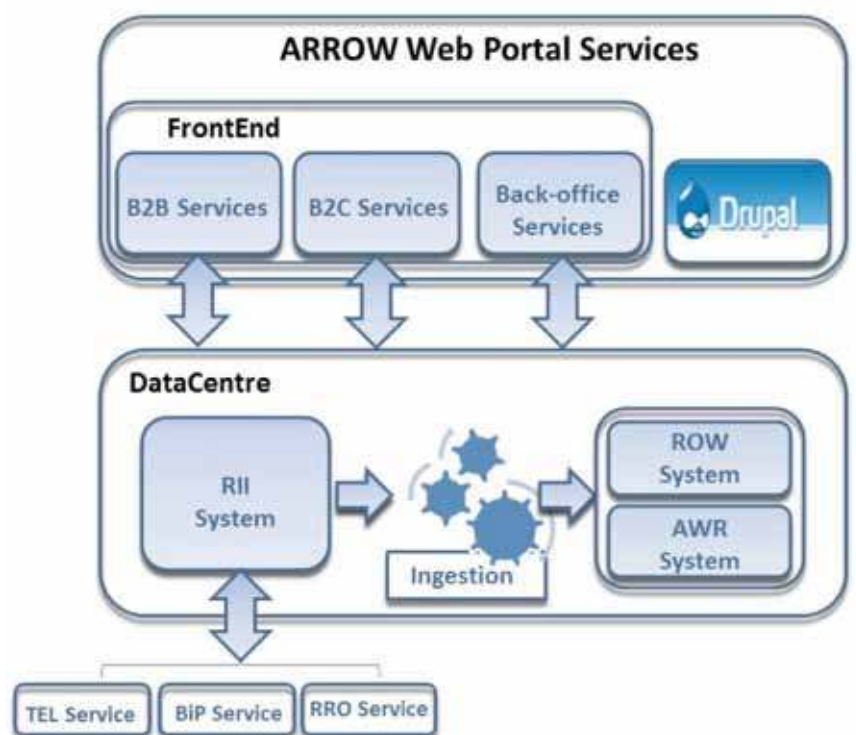 ARROW Web Portal Services
FrontEnd
B2B Services
B2C Services
Back-office
Services
Drupal
DataCentre
RII
System
Ingestion
ROW
System
AWR
System
TEL Service
BiP Service
RRO Service